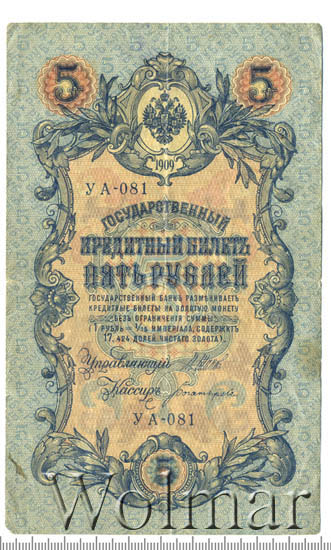 5 5
1909
УА-081
ГОСУДАРСТВЕННЫЙ
КРЕДИТНЫЙ БИЛЕТЪ
ПЯТЬ РУБЛЕЙ
ГОСУДАРСТВЕННЫЙ БАНКЪ РАЗМѢНИВАЕТЪ
КРЕДИТНЫЕ БИЛЕТЫ НА ЗОЛОТУЮ МОНЕТУ
БЕЗЪ ОГРАНИЧЕНІЯ СУММЫ
(1 РУБЛЬ = 1/15 ИМПЕРІАЛА, СОДЕРЖИТЪ
17,424 ДОЛЕЙ ЧИСТАГО ЗОЛОТА)
Управляющій
Кассиръ
УА-081
5
Wolmar